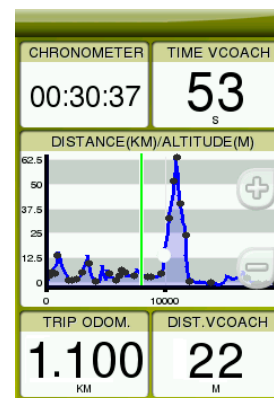 CHRONOMETER TIME VCOACH
00:30:37 53
S
DISTANCE(KM)/ALTITUDE(M)
62.5
50
37.5
25
12.5
0
0 10000
TRIP ODOM. DIST.VCOACH
1.100 22
KM M